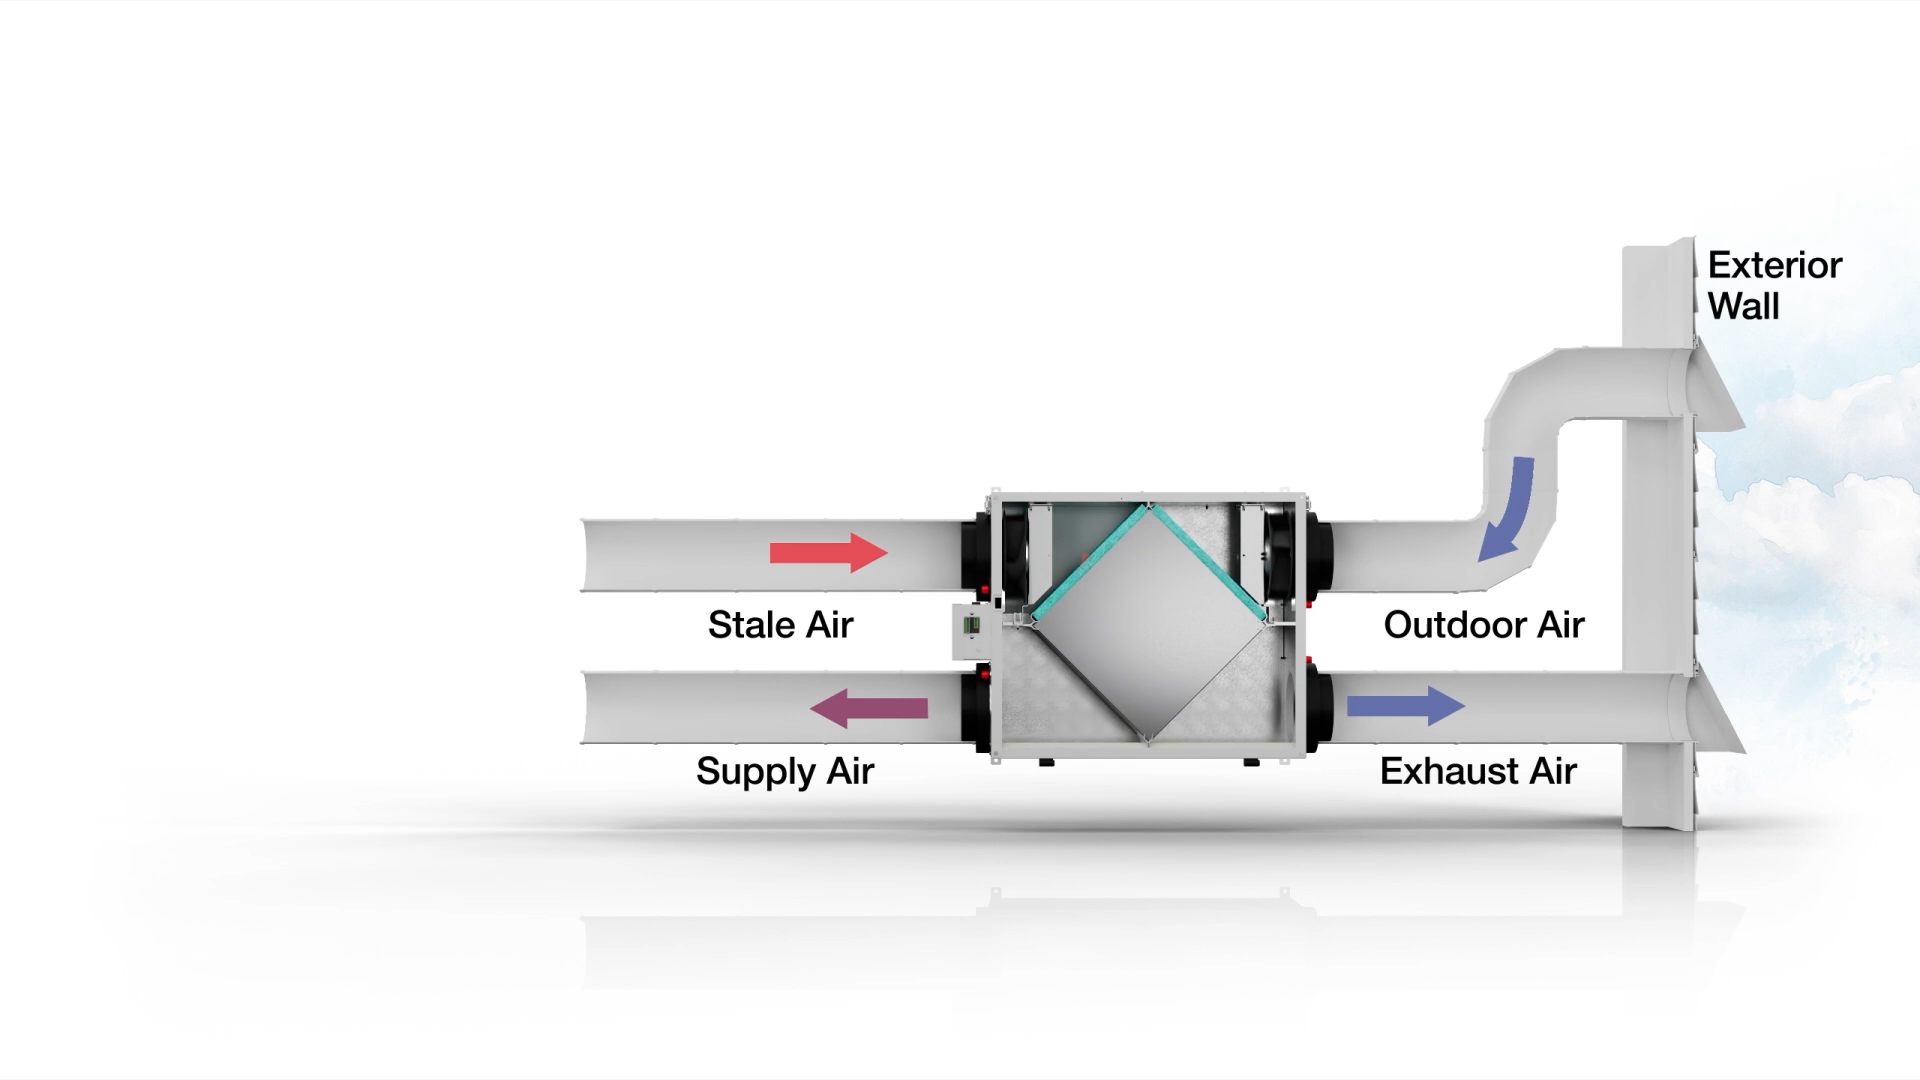 Exterior
Wall
Stale Air
Outdoor Air
Supply Air
Exhaust Air